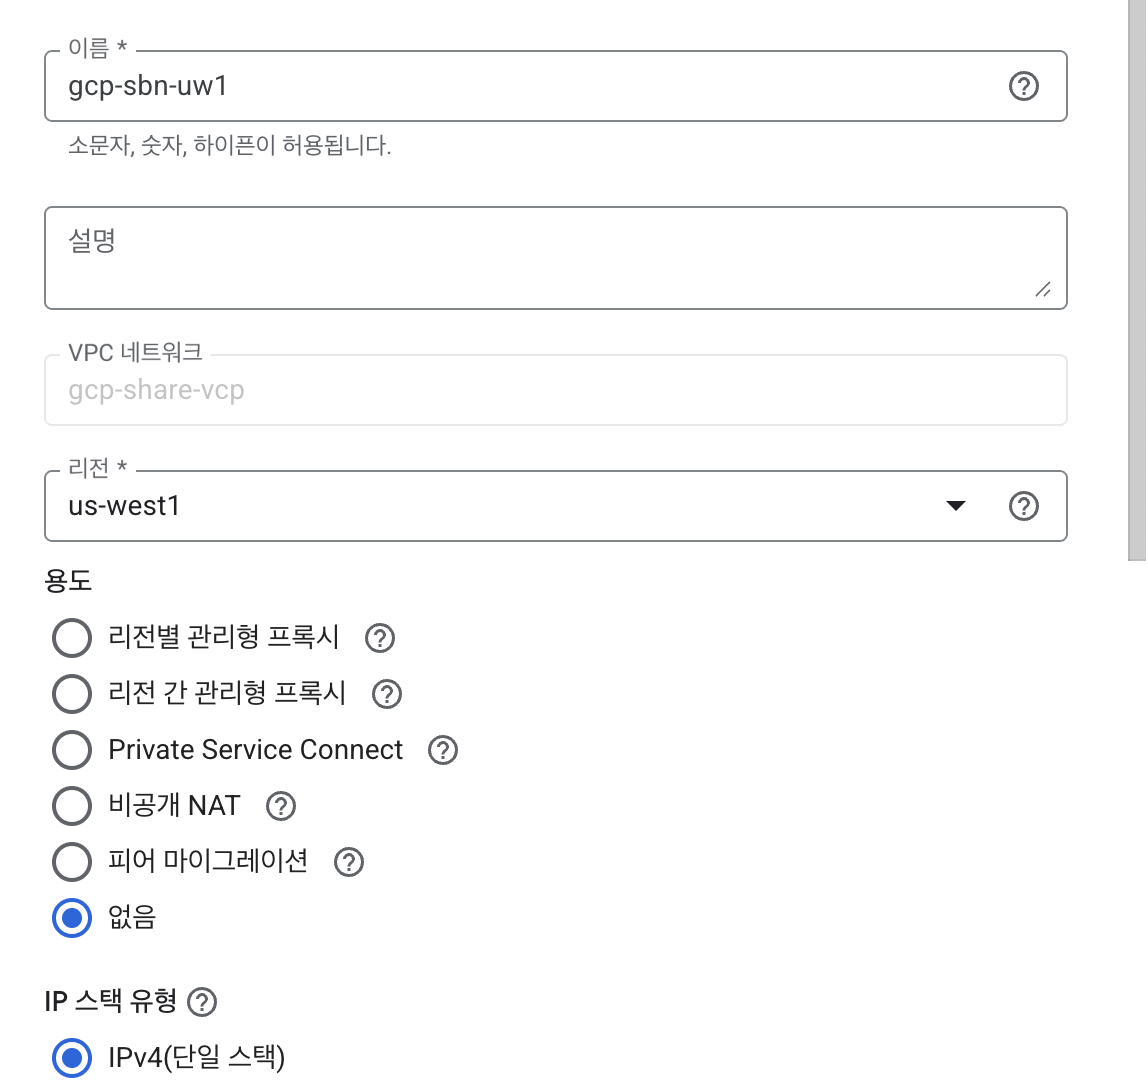 이름 *
gcp-sbn-uw1
소문자, 숫자, 하이픈이 허용됩니다.
설명
VPC 네트워크
gcp-share-vcp
리전 *
us-west1
용도
리전별 관리형 프록시
리전 간 관리형 프록시
Private Service Connect
비공개 NAT
피어 마이그레이션
없음
IP 스택 유형
IPv4(단일 스택)